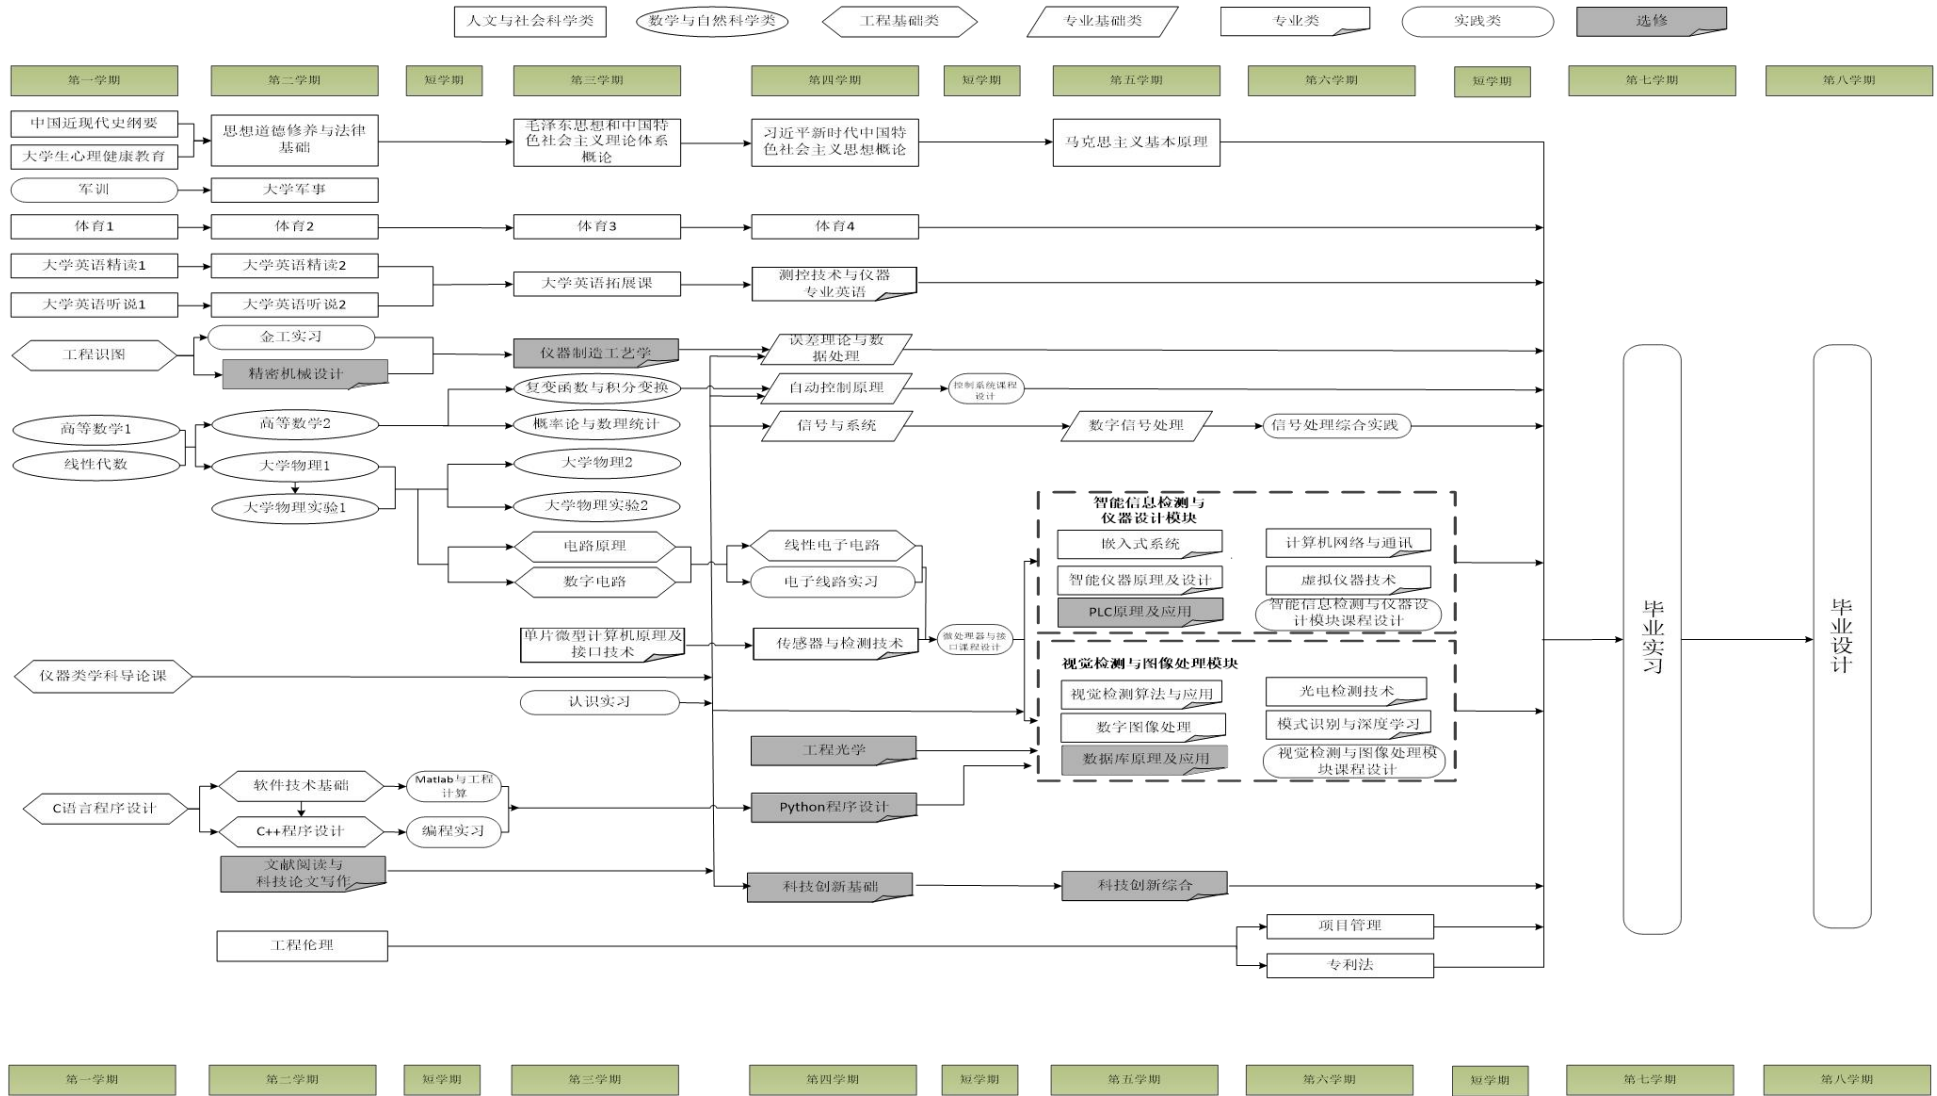 人文与社会科学类
数学与自然科学类
工程基础类
专业基础类
专业类
实践类
选修
第一学期
第二学期
短学期
第三学期
第四学期
短学期
第五学期
第六学期
短学期
第七学期
第八学期
中国近现代史纲要
大学生心理健康教育
思想道德修养与法律
基础
毛泽东思想和中国特
色社会主义理论体系
概论
习近平新时代中国特
色社会主义思想概论
马克思主义基本原理
军训
大学军事
体育1
体育2
体育3
体育4
大学英语精读1
大学英语精读2
大学英语听说1
大学英语听说2
大学英语拓展课
测控技术与仪器
专业英语
工程识图
金工实习
精密机械设计
仪器制造工艺学
误差理论与数
据处理
复变函数与积分变换
自动控制原理
控制系统课程
设计
高等数学1
线性代数
高等数学2
概率论与数理统计
信号与系统
数字信号处理
信号处理综合实践
大学物理1
大学物理实验1
大学物理2
大学物理实验2
电路原理
数字电路
线性电子电路
电子线路实习
智能信息检测与
仪器设计模块
嵌入式系统
计算机网络与通讯
智能仪器原理及设计
虚拟仪器技术
PLC原理及应用
智能信息检测与仪器设
计模块课程设计
单片微型计算机原理及
接口技术
传感器与检测技术
微处理器与接
口课程设计
视觉检测与图像处理模块
视觉检测算法与应用
光电检测技术
数字图像处理
模式识别与深度学习
数据库原理及应用
视觉检测与图像处理模
块课程设计
仪器类学科导论课
认识实习
工程光学
C语言程序设计
软件技术基础
Matlab与工程
计算
C++程序设计
编程实习
Python程序设计
文献阅读与
科技论文写作
科技创新基础
科技创新综合
工程伦理
项目管理
专利法
毕业实习
毕业设计
第一学期
第二学期
短学期
第三学期
第四学期
短学期
第五学期
第六学期
短学期
第七学期
第八学期